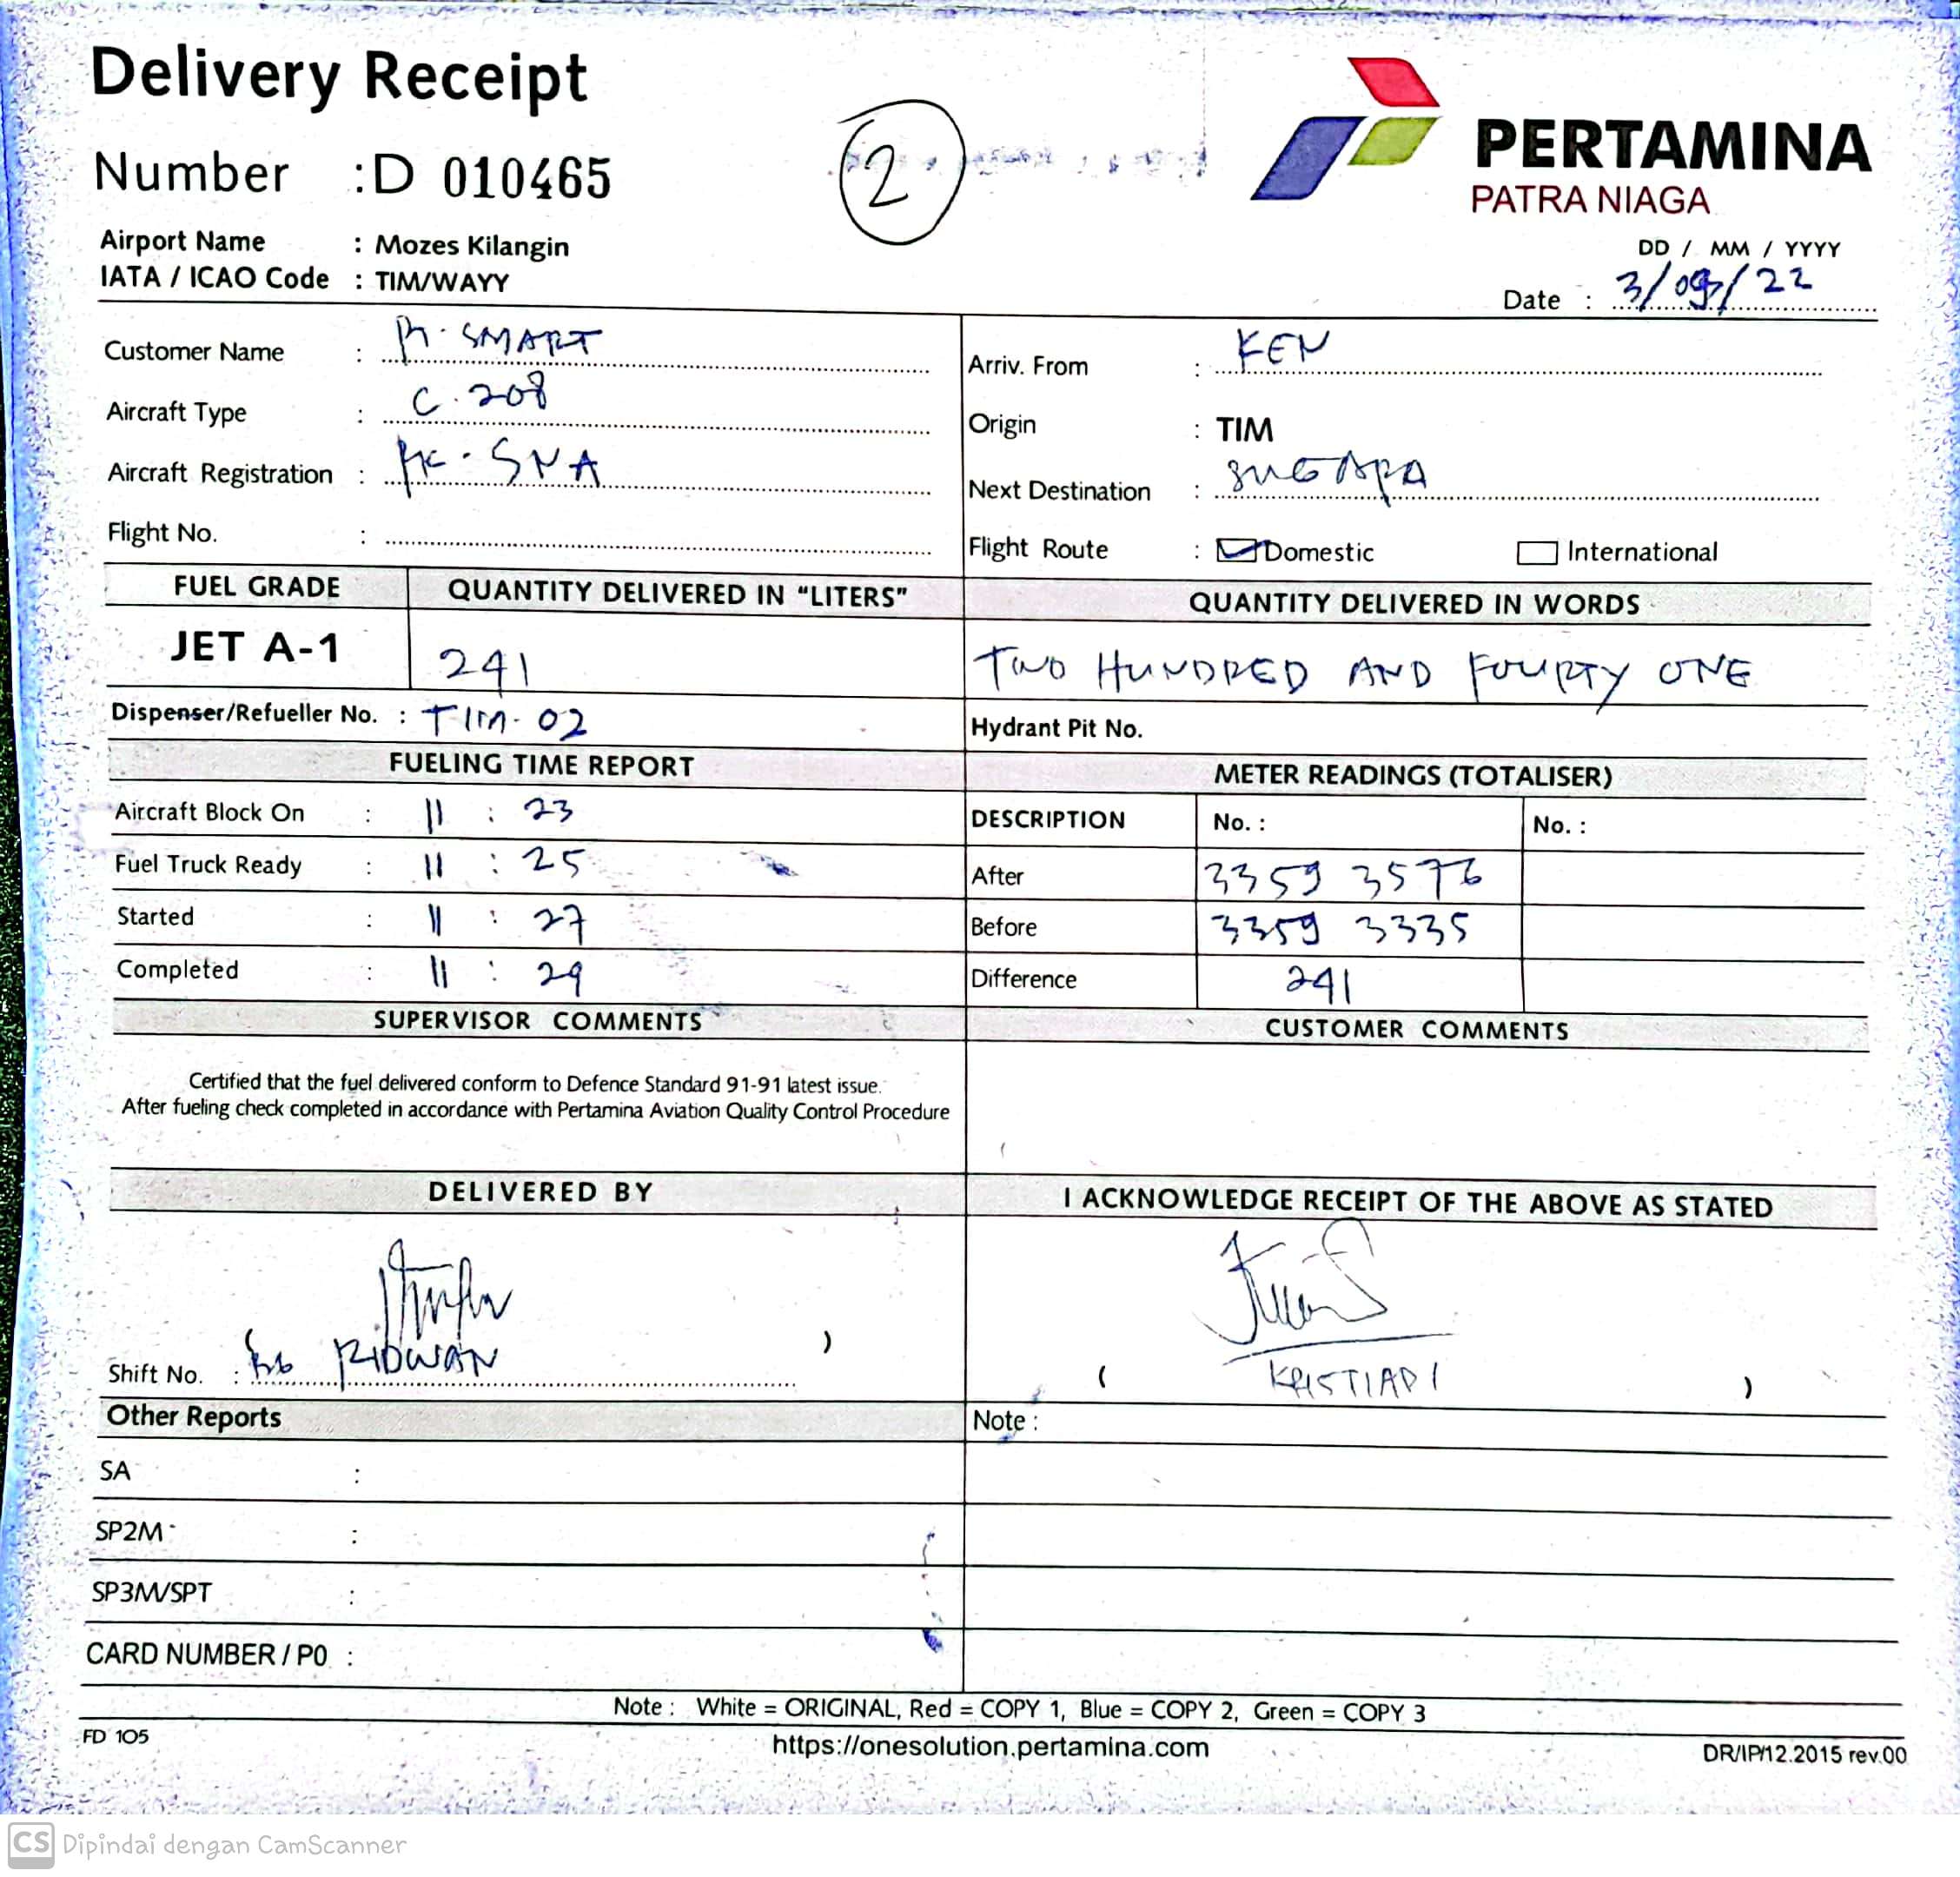 Delivery Receipt
Number :D 010465
2
PERTAMINA
PATRA NIAGA
Airport Name : Mozes Kilangin
IATA / ICAO Code : TIM/WAYY
DD / MM / YYYY
Date : 3/09/22
Customer Name : SMART
Aircraft Type : C.208
Aircraft Registration : PK-SNA
Flight No. :
Arriv. From : KEN
Origin : TIM
Next Destination : SUGAPA
Flight Route : Domestic International
FUEL GRADE QUANTITY DELIVERED IN "LITERS" QUANTITY DELIVERED IN WORDS
JET A-1 241 TWO HUNDRED AND FOURTY ONE
Dispenser/Refueller No. : TIM-02 Hydrant Pit No.
FUELING TIME REPORT
Aircraft Block On : 11 : 23
Fuel Truck Ready : 11 : 25
Started : 11 : 27
Completed : 11 : 29
METER READINGS (TOTALISER)
DESCRIPTION No. : No. :
After 3359 3576
Before 3359 3335
Difference 241
SUPERVISOR COMMENTS CUSTOMER COMMENTS
Certified that the fuel delivered conform to Defence Standard 91-91 latest issue.
After fueling check completed in accordance with Pertamina Aviation Quality Control Procedure
DELIVERED BY I ACKNOWLEDGE RECEIPT OF THE ABOVE AS STATED
Shift No. : ( RIDWAN )
( KRISTIADI )
Other Reports Note :
SA :
SP2M :
SP3M/SPT :
CARD NUMBER / PO :
Note : White = ORIGINAL, Red = COPY 1, Blue = COPY 2, Green = COPY 3
FD 105
https://onesolution.pertamina.com
DR/IP/12.2015 rev.00
CS Dipindai dengan CamScanner